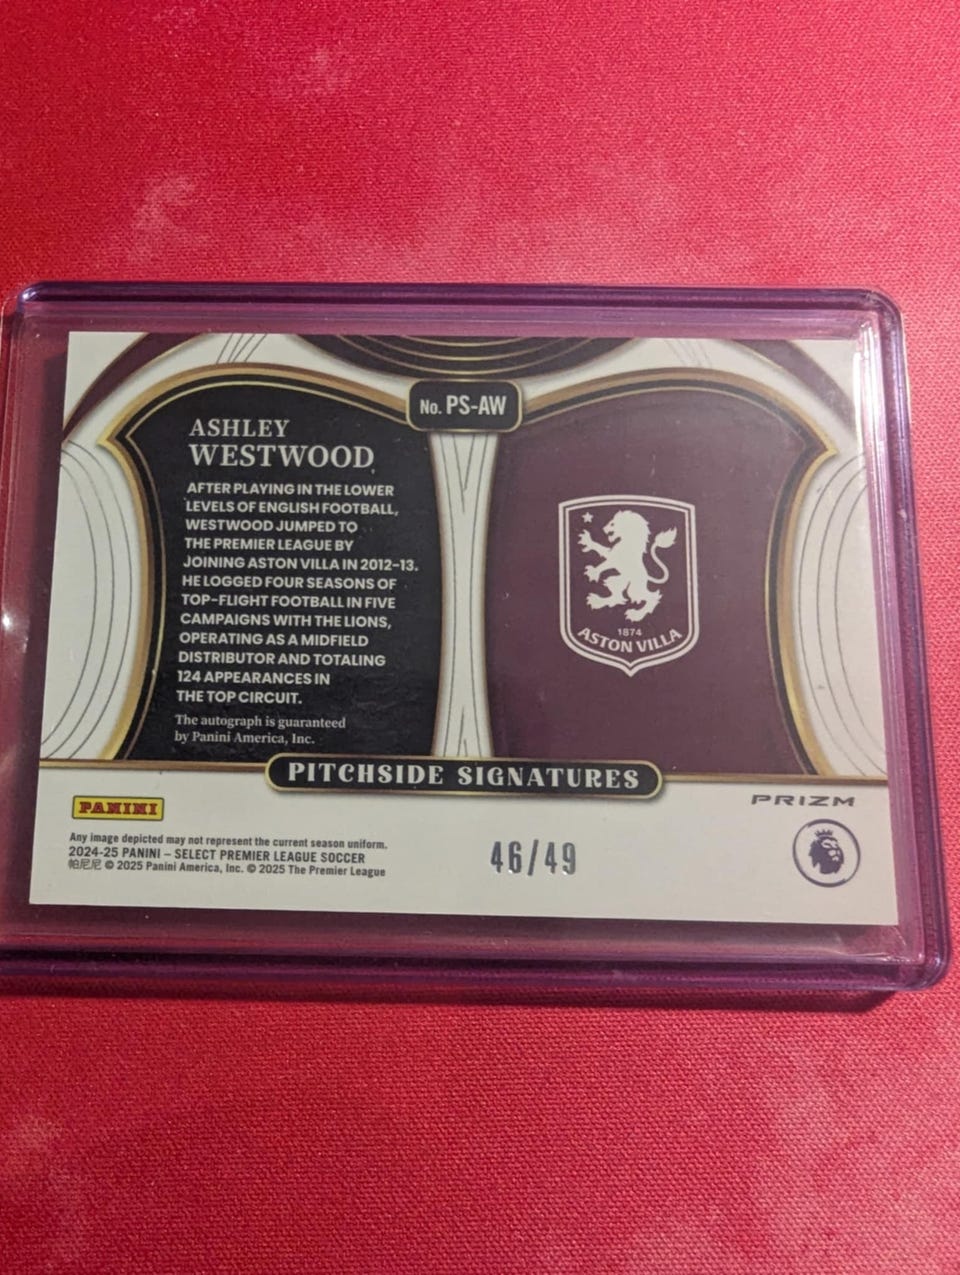 No. PS-AW
ASHLEY
WESTWOOD
AFTER PLAYING IN THE LOWER
LEVELS OF ENGLISH FOOTBALL,
WESTWOOD JUMPED TO
THE PREMIER LEAGUE BY
JOINING ASTON VILLA IN 2012-13.
HE LOGGED FOUR SEASONS OF
TOP-FLIGHT FOOTBALL IN FIVE
CAMPAIGNS WITH THE LIONS,
OPERATING AS A MIDFIELD
DISTRIBUTOR AND TOTALING
124 APPEARANCES IN
THE TOP CIRCUIT.
The autograph is guaranteed
by Panini America, Inc.
1874
ASTON VILLA
PITCHSIDE SIGNATURES
PANINI
PRIZM
Any image depicted may not represent the current season uniform.
2024-25 PANINI – SELECT PREMIER LEAGUE SOCCER
帕尼尼 © 2025 Panini America, Inc. © 2025 The Premier League
46/49